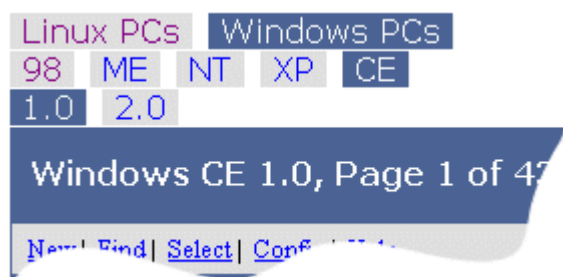 Linux PCs Windows PCs
98 ME NT XP CE
1.0 2.0
Windows CE 1.0, Page 1 of
New | Find | Select |